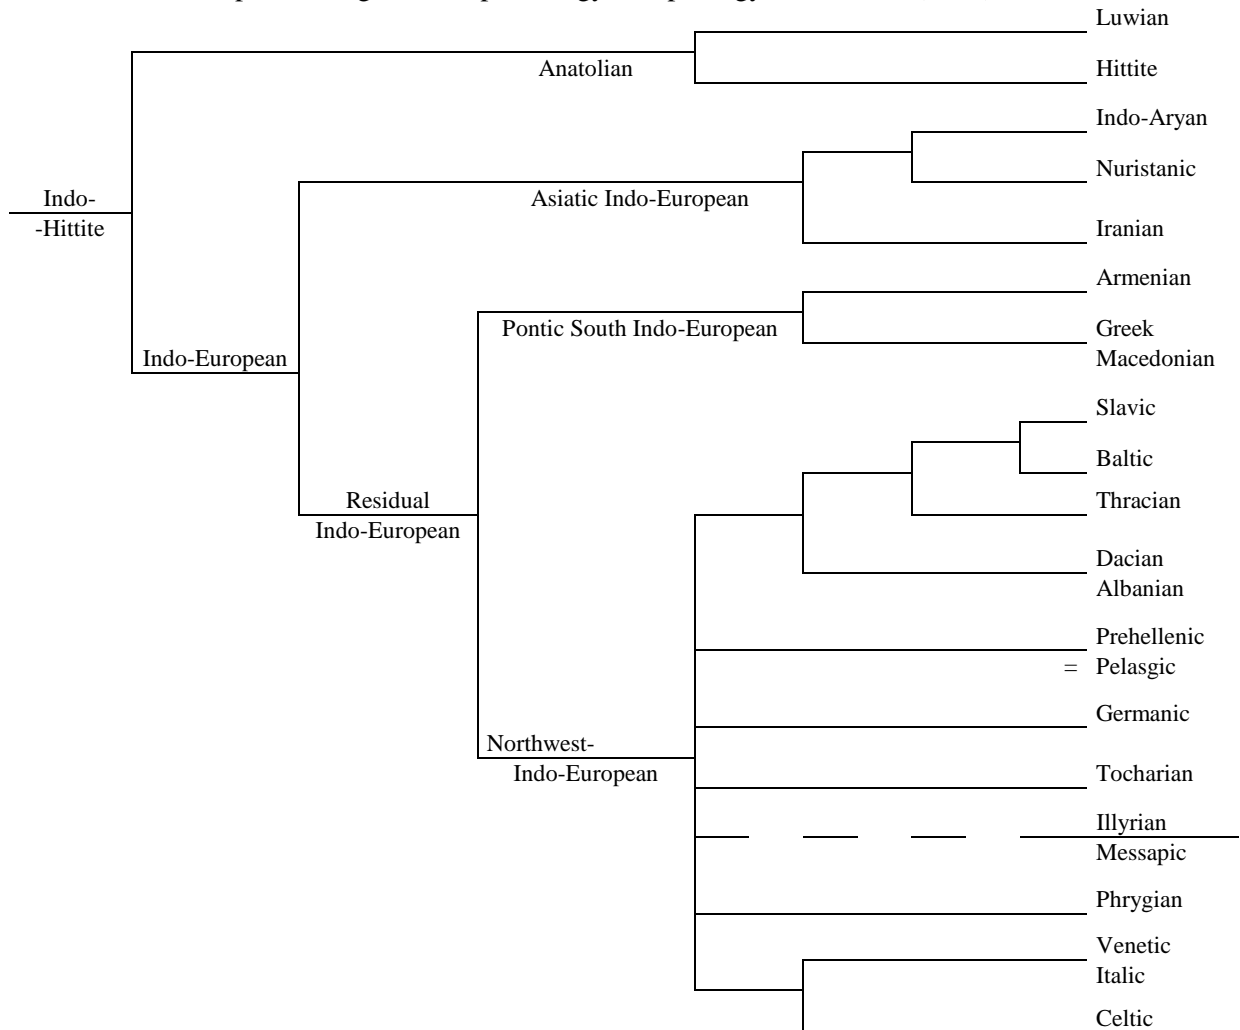 Luwian
Anatolian
Hittite
Indo-Aryan
Nuristanic
Indo-
-Hittite
Asiatic Indo-European
Iranian
Armenian
Pontic South Indo-European
Greek
Macedonian
Indo-European
Slavic
Baltic
Residual
Indo-European
Thracian
Dacian
Albanian
Prehellenic
= Pelasgic
Germanic
Northwest-
Indo-European
Tocharian
Illyrian
Messapic
Phrygian
Venetic
Italic
Celtic